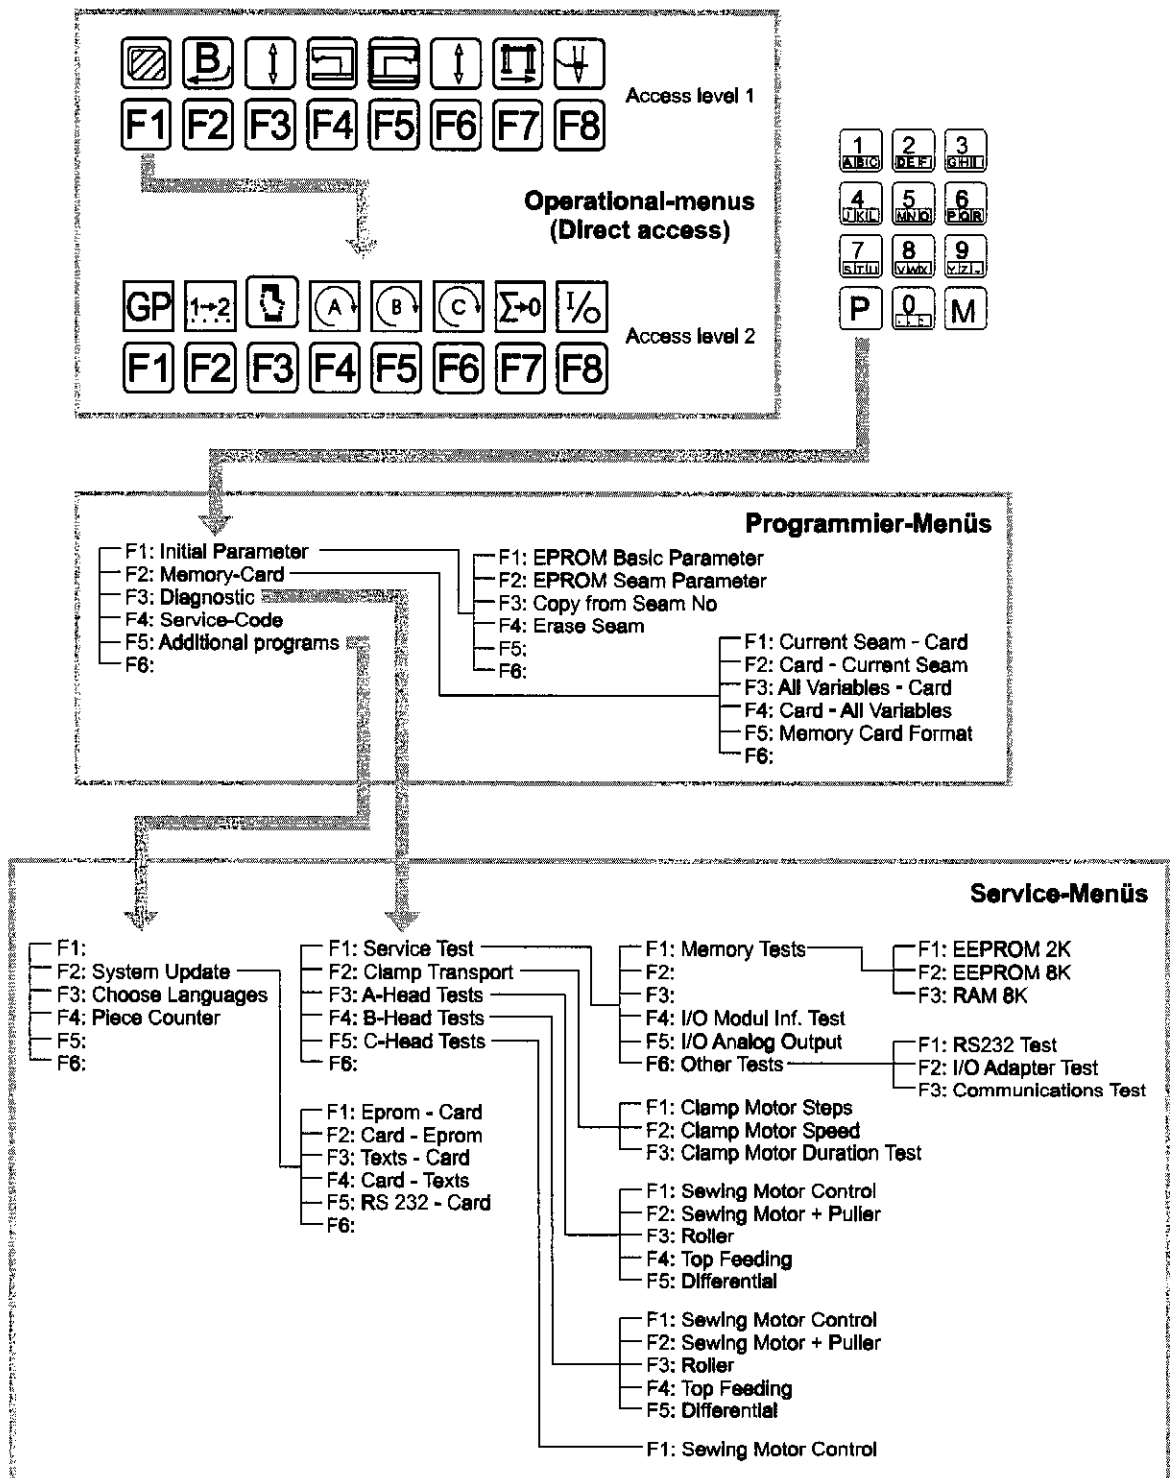 B
F1 F2 F3 F4 F5 F6 F7 F8
Access level 1
Operational-menus
(Direct access)
GP 1→2 A B C Σ→0 I/O
F1 F2 F3 F4 F5 F6 F7 F8
Access level 2
1 2 3
ABC DEF
4 5 6
JKL MNO PQR
7 8 9
STU VWX
P 0 M
Programmier-Menüs
F1: Initial Parameter
F2: Memory-Card
F3: Diagnostic
F4: Service-Code
F5: Additional programs
F6:
F1: EPROM Basic Parameter
F2: EPROM Seam Parameter
F3: Copy from Seam No
F4: Erase Seam
F5:
F6:
F1: Current Seam - Card
F2: Card - Current Seam
F3: All Variables - Card
F4: Card - All Variables
F5: Memory Card Format
F6:
Service-Menüs
F1:
F2: System Update
F3: Choose Languages
F4: Piece Counter
F5:
F6:
F1: Eprom - Card
F2: Card - Eprom
F3: Texts - Card
F4: Card - Texts
F5: RS 232 - Card
F6:
F1: Service Test
F2: Clamp Transport
F3: A-Head Tests
F4: B-Head Tests
F5: C-Head Tests
F6:
F1: Memory Tests
F2:
F3:
F4: I/O Modul Inf. Test
F5: I/O Analog Output
F6: Other Tests
F1: EEPROM 2K
F2: EEPROM 8K
F3: RAM 8K
F1: RS232 Test
F2: I/O Adapter Test
F3: Communications Test
F1: Clamp Motor Steps
F2: Clamp Motor Speed
F3: Clamp Motor Duration Test
F1: Sewing Motor Control
F2: Sewing Motor + Puller
F3: Roller
F4: Top Feeding
F5: Differential
F1: Sewing Motor Control
F2: Sewing Motor + Puller
F3: Roller
F4: Top Feeding
F5: Differential
F1: Sewing Motor Control